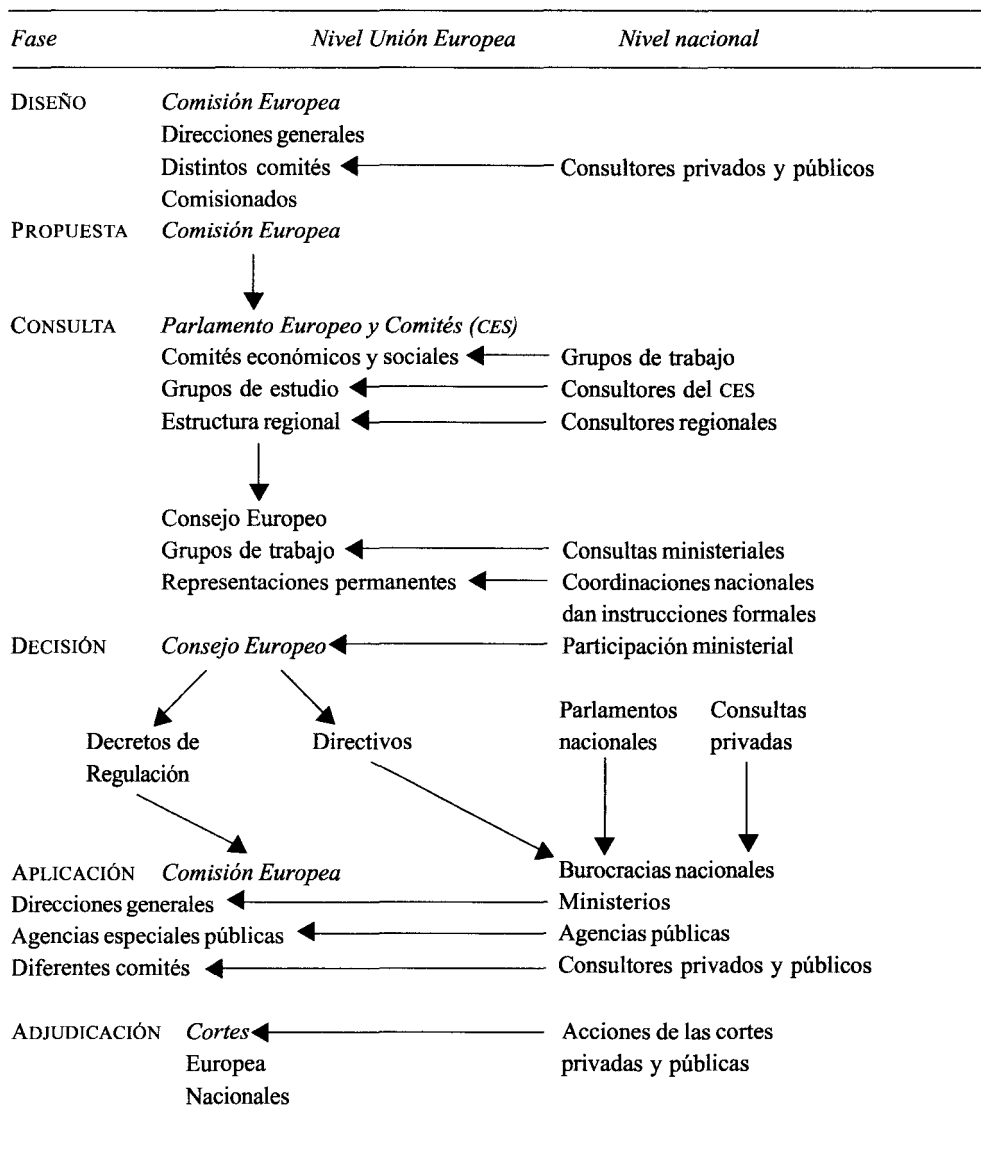 Fase Nivel Unión Europea Nivel nacional
DISEÑO Comisión Europea
Direcciones generales
Distintos comités Consultores privados y públicos
Comisionados
PROPUESTA Comisión Europea
CONSULTA Parlamento Europeo y Comités (CES)
Comités económicos y sociales Grupos de trabajo
Grupos de estudio Consultores del CES
Estructura regional Consultores regionales
Consejo Europeo
Grupos de trabajo Consultas ministeriales
Representaciones permanentes Coordinaciones nacionales
dan instrucciones formales
DECISIÓN Consejo Europeo Participación ministerial
Parlamentos Consultas
nacionales privadas
Decretos de Directivos
Regulación
APLICACIÓN Comisión Europea Burocracias nacionales
Direcciones generales Ministerios
Agencias especiales públicas Agencias públicas
Diferentes comités Consultores privados y públicos
ADJUDICACIÓN Cortes Acciones de las cortes
Europea privadas y públicas
Nacionales